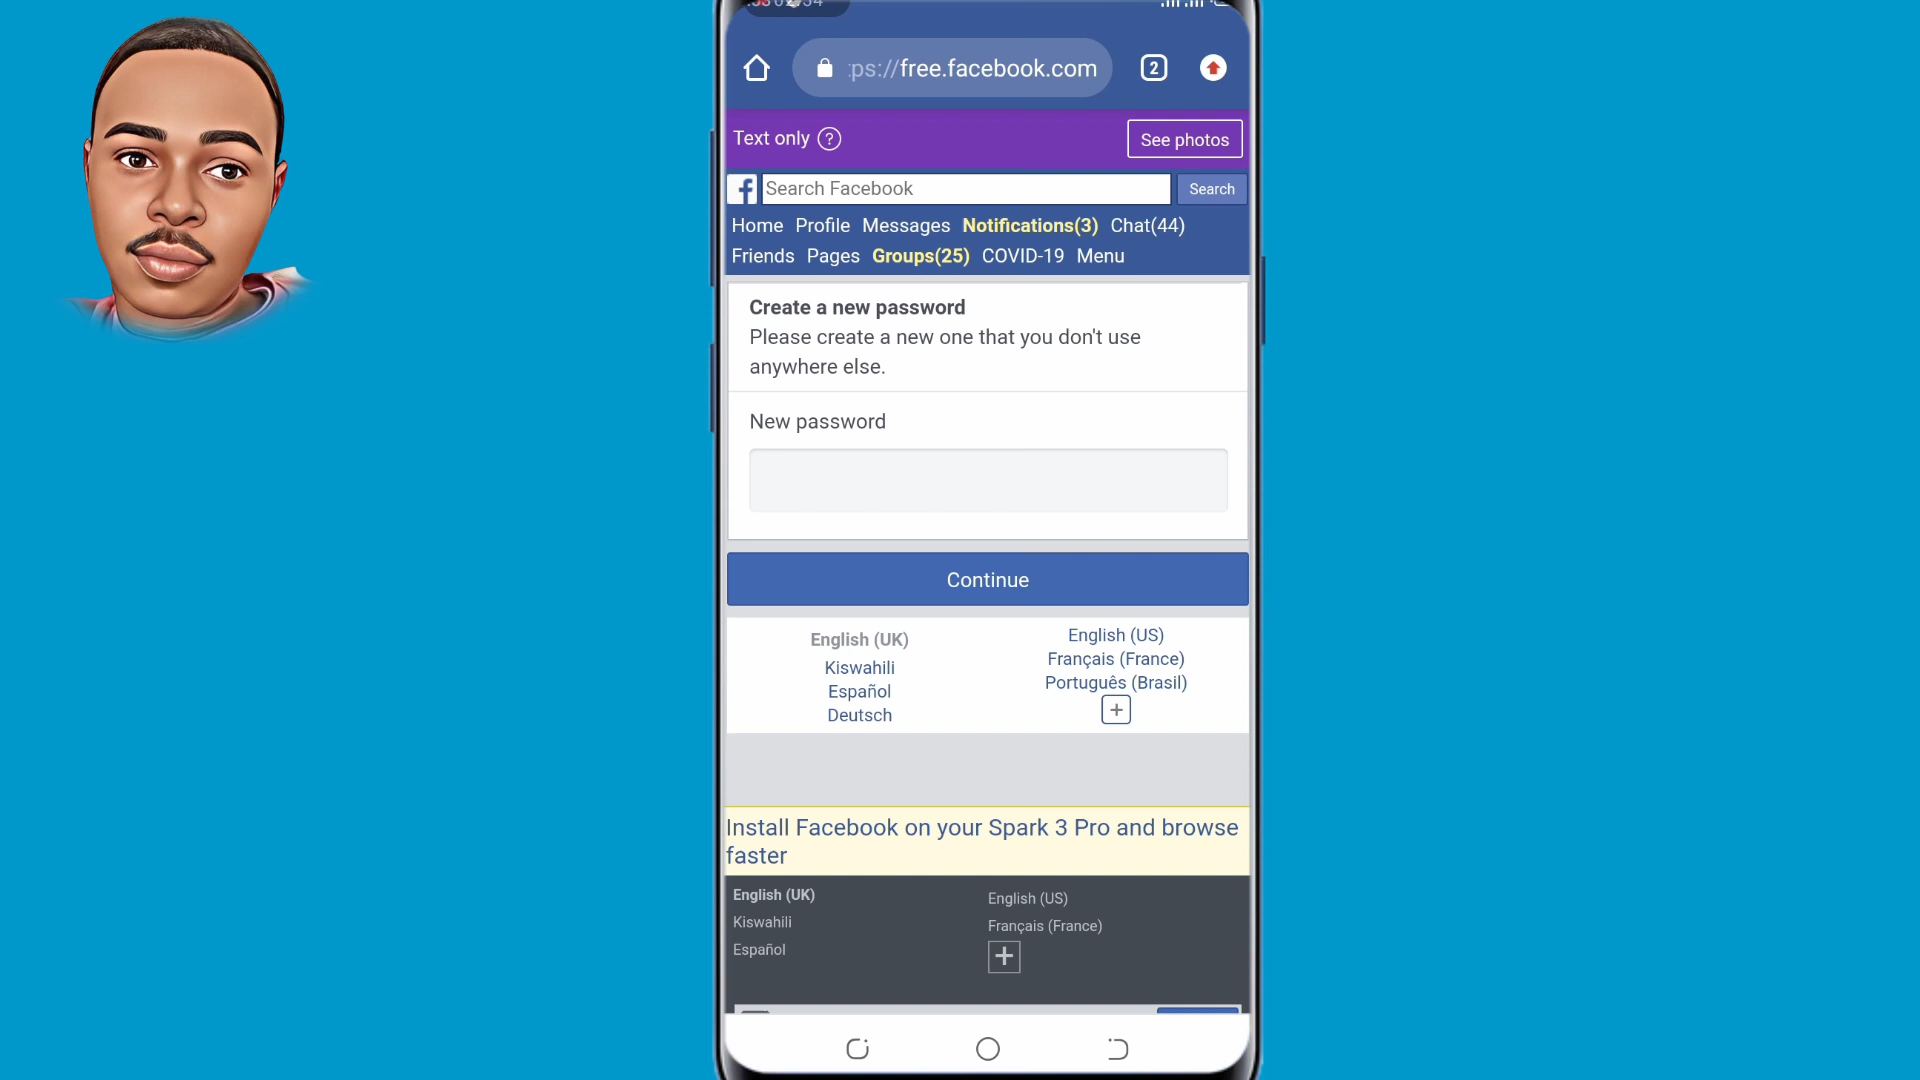 ps://free.facebook.com
2
Text only ?
See photos
Search Facebook
Search
Home Profile Messages Notifications(3) Chat(44)
Friends Pages Groups(25) COVID-19 Menu
Create a new password
Please create a new one that you don't use
anywhere else.
New password
Continue
English (UK)
Kiswahili
Español
Deutsch
English (US)
Français (France)
Português (Brasil)
+
Install Facebook on your Spark 3 Pro and browse
faster
English (UK)
Kiswahili
Español
English (US)
Français (France)
+